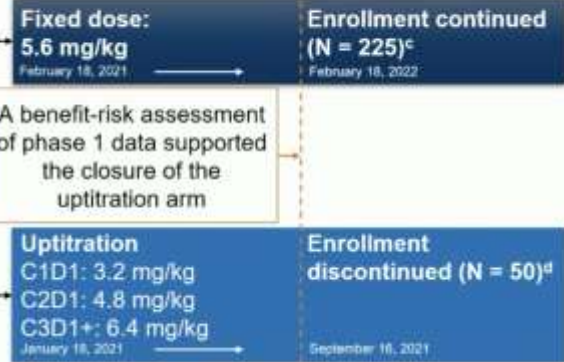 Fixed dose:
5.6 mg/kg
February 18, 2021
Enrollment continued
(N = 225)ᶜ
February 18, 2022
A benefit-risk assessment
of phase 1 data supported
the closure of the
uptitration arm
Uptitration
C1D1: 3.2 mg/kg
C2D1: 4.8 mg/kg
C3D1+: 6.4 mg/kg
January 18, 2021
Enrollment
discontinued (N = 50)ᵈ
September 16, 2021